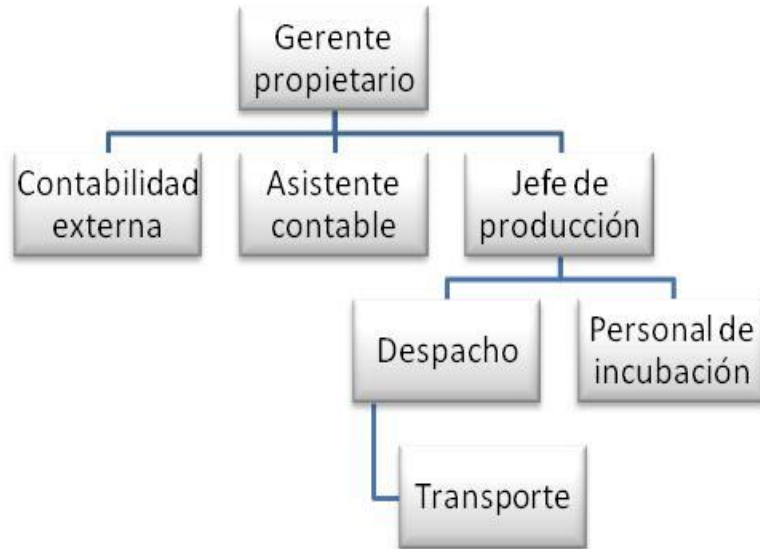 Gerente
propietario
Contabilidad
externa
Asistente
contable
Jefe de
producción
Despacho
Personal de
incubación
Transporte